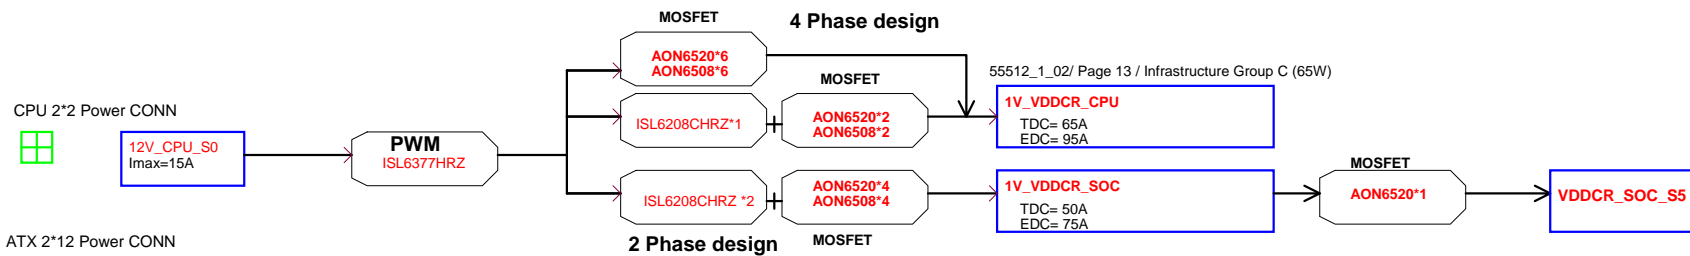 MOSFET
4 Phase design
AON6520*6
AON6508*6
MOSFET
55512_1_02/ Page 13 / Infrastructure Group C (65W)
CPU 2*2 Power CONN
12V_CPU_S0
Imax=15A
PWM
ISL6377HRZ
ISL6208CHRZ*1
+
AON6520*2
AON6508*2
1V_VDDCR_CPU
TDC= 65A
EDC= 95A
ISL6208CHRZ *2
+
AON6520*4
AON6508*4
1V_VDDCR_SOC
TDC= 50A
EDC= 75A
MOSFET
AON6520*1
VDDCR_SOC_S5
2 Phase design
MOSFET
ATX 2*12 Power CONN